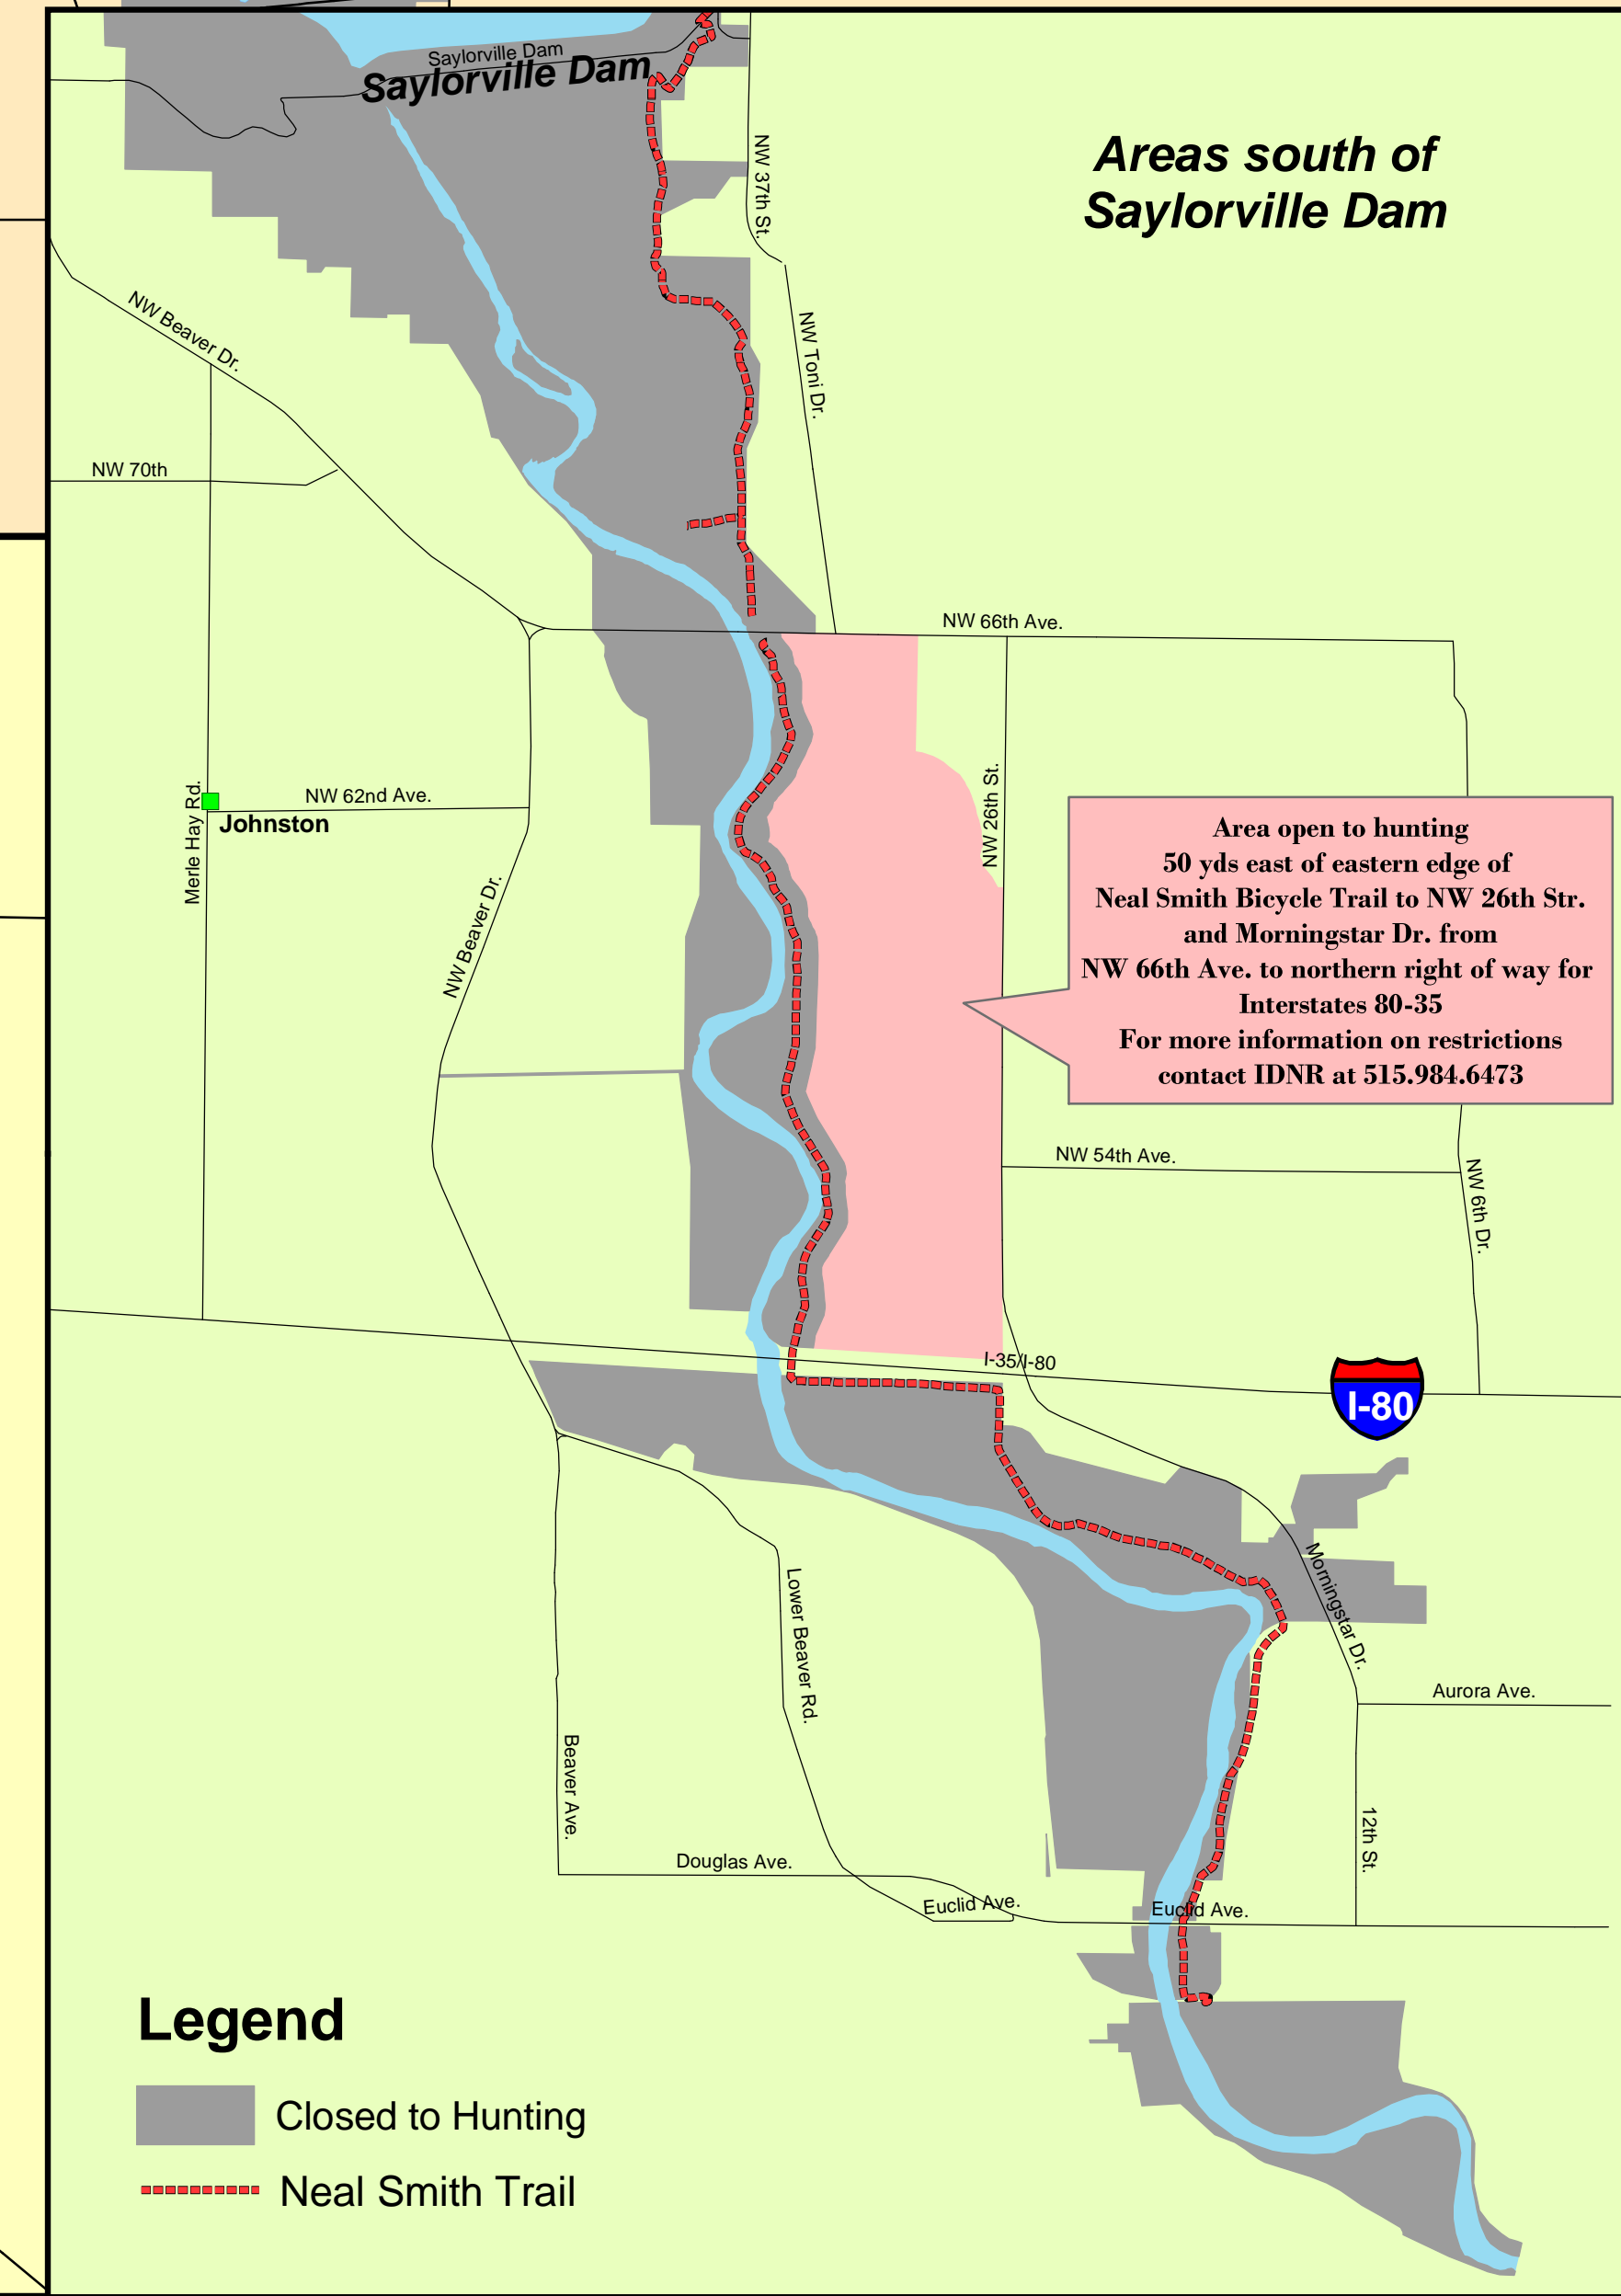 Saylorville Dam
Saylorville Dam
Areas south of
Saylorville Dam
NW 37th St.
NW Beaver Dr.
NW Toni Dr.
NW 70th
NW 66th Ave.
NW 26th St.
Merle Hay Rd.
NW 62nd Ave.
Johnston
NW Beaver Dr.
Area open to hunting
50 yds east of eastern edge of
Neal Smith Bicycle Trail to NW 26th Str.
and Morningstar Dr. from
NW 66th Ave. to northern right of way for
Interstates 80-35
For more information on restrictions
contact IDNR at 515.984.6473
NW 54th Ave.
NW 6th Dr.
I-35/I-80
I-80
Morningstar Dr.
Lower Beaver Rd.
Aurora Ave.
Beaver Ave.
12th St.
Douglas Ave.
Euclid Ave.
Euclid Ave.
Legend
Closed to Hunting
Neal Smith Trail